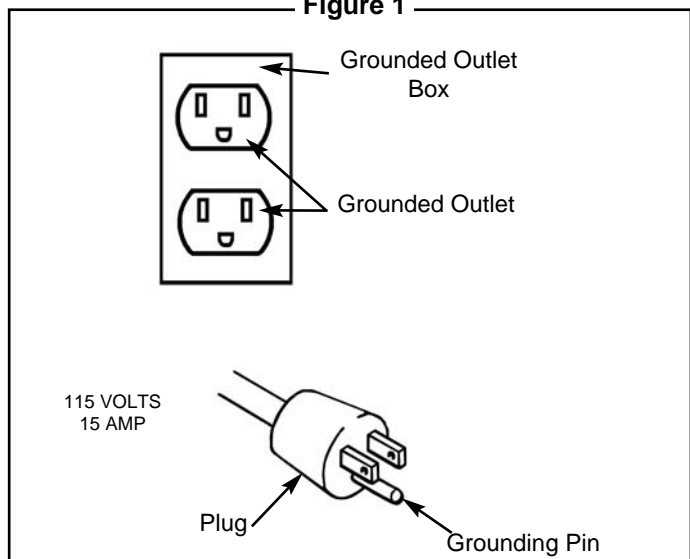 Figure 1
Grounded Outlet
Box
Grounded Outlet
115 VOLTS
15 AMP
Plug
Grounding Pin